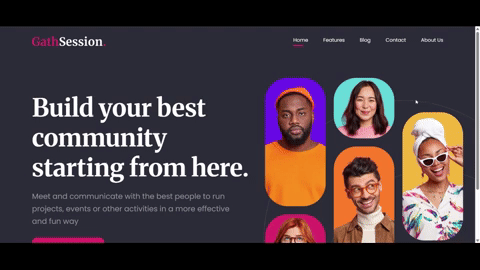 GathSession.
Home Features Blog Contact About Us
Build your best
community
starting from here.
Meet and communicate with the best people to run
projects, events or other activities in a more effective
and fun way